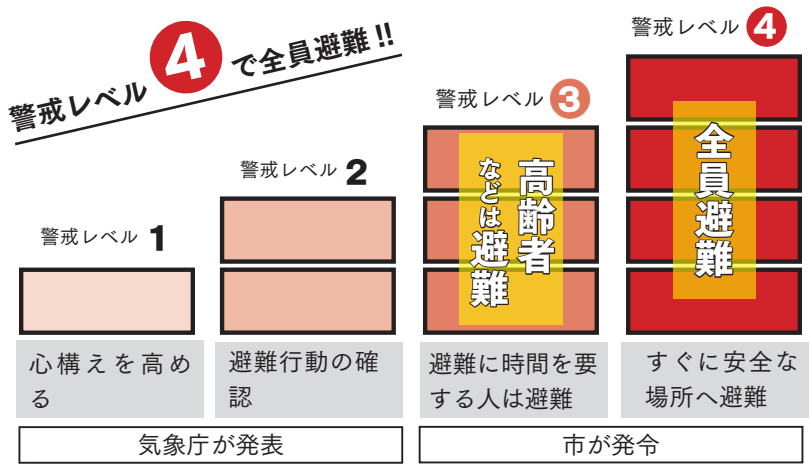 警戒レベル 4 で全員避難!!
警戒レベル 1
心構えを高め
る
警戒レベル 2
避難行動の確
認
警戒レベル 3
高齢者
などは避難
避難に時間を要
する人は避難
警戒レベル 4
全員避難
すぐに安全な
場所へ避難
気象庁が発表
市が発令